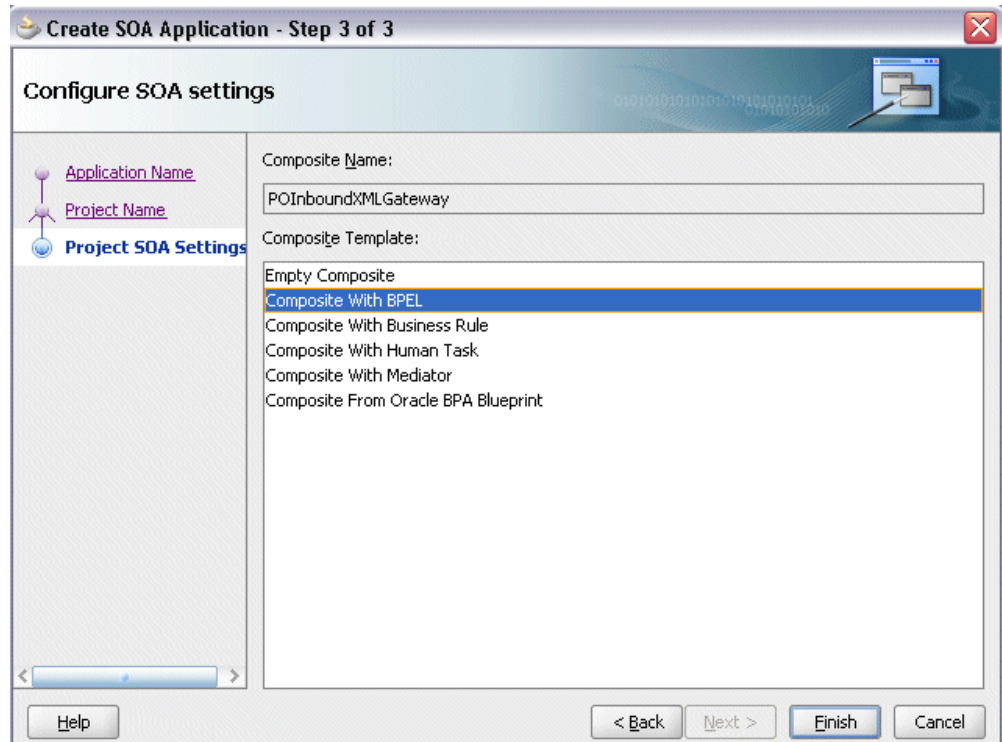 Create SOA Application - Step 3 of 3
Configure SOA settings
Application Name
Project Name
Project SOA Settings
Composite Name:
POInboundXMLGateway
Composite Template:
Empty Composite
Composite With BPEL
Composite With Business Rule
Composite With Human Task
Composite With Mediator
Composite From Oracle BPA Blueprint
Help
< Back
Next >
Finish
Cancel